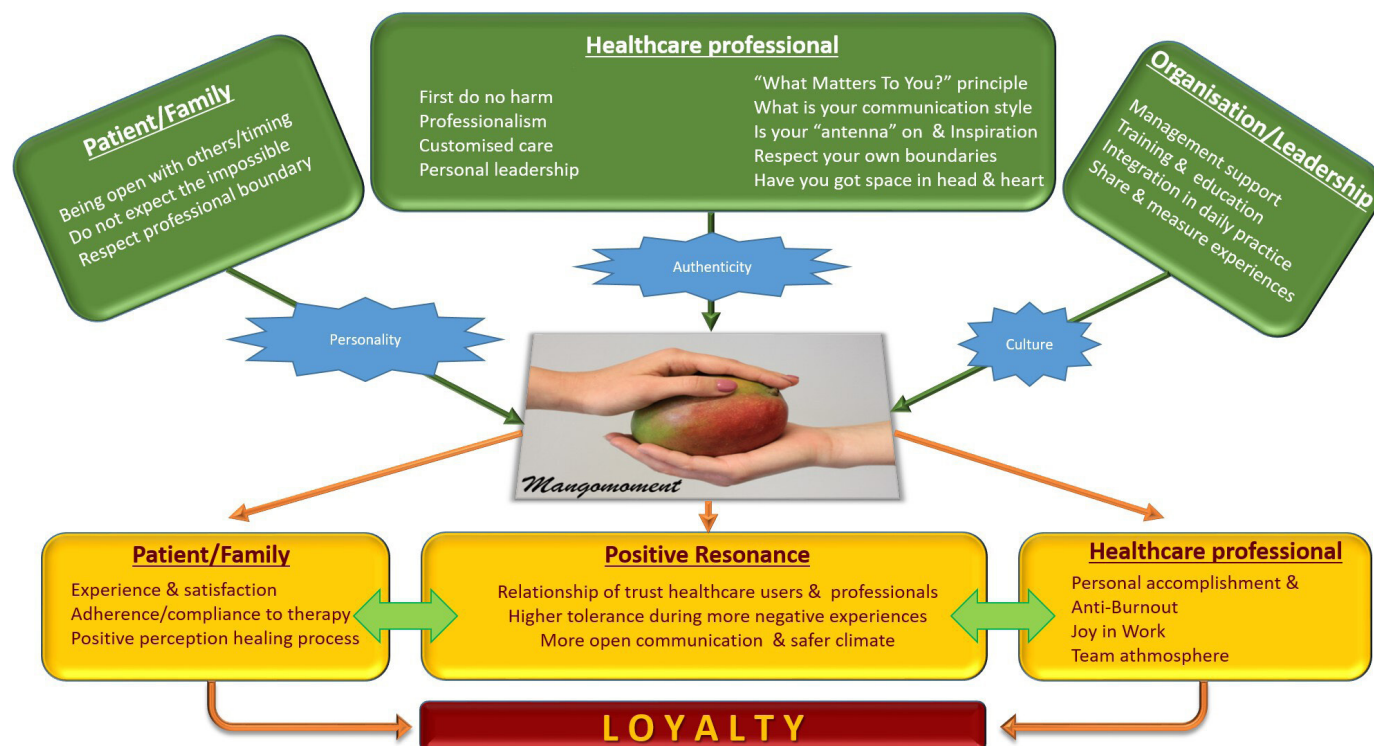 Patient/Family
Being open with others/timing
Do not expect the impossible
Respect professional boundary
Healthcare professional
First do no harm
Professionalism
Customised care
Personal leadership
“What Matters To You?” principle
What is your communication style
Is your “antenna” on & Inspiration
Respect your own boundaries
Have you got space in head & heart
Organisation/Leadership
Management support
Training & education
Integration in daily practice
Share & measure experiences
Personality
Authenticity
Culture
Mangomoment
Patient/Family
Experience & satisfaction
Adherence/compliance to therapy
Positive perception healing process
Positive Resonance
Relationship of trust healthcare users & professionals
Higher tolerance during more negative experiences
More open communication & safer climate
Healthcare professional
Personal accomplishment &
Anti-Burnout
Joy in Work
Team athmosphere
LOYALTY